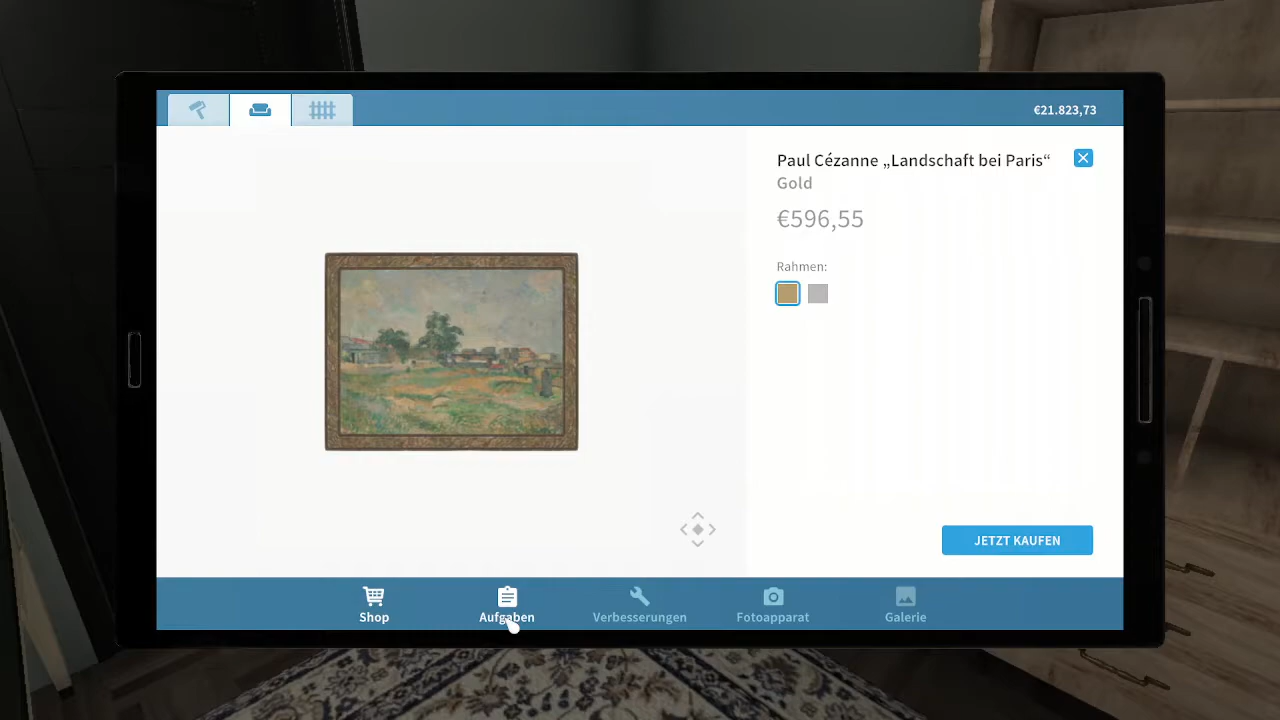 €21.823,73
Paul Cézanne „Landschaft bei Paris“
Gold
€596,55
Rahmen:
JETZT KAUFEN
Shop
Aufgaben
Verbesserungen
Fotoapparat
Galerie